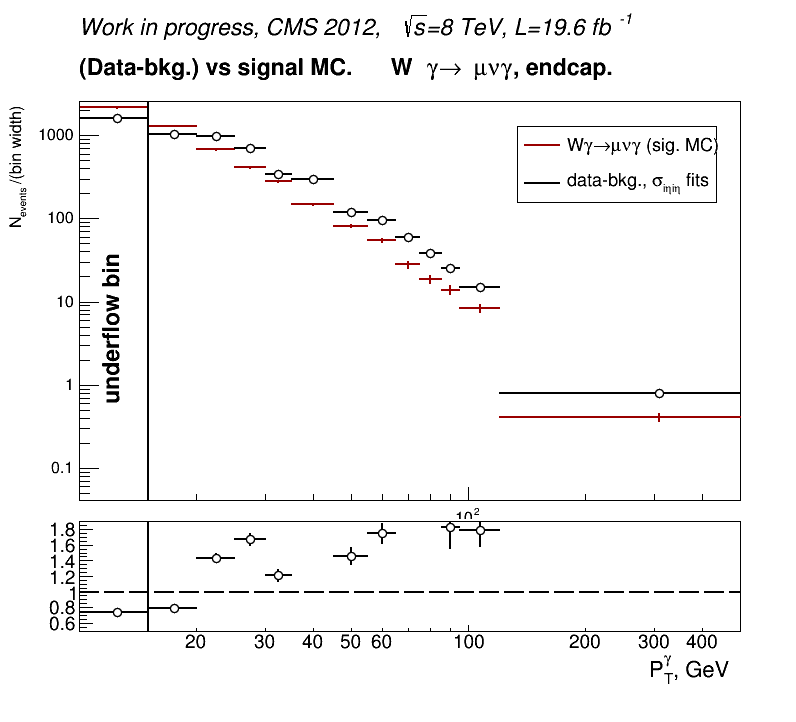 Work in progress, CMS 2012, √s=8 TeV, L=19.6 fb -1
(Data-bkg.) vs signal MC. W γ→ μνγ, endcap.
N events /(bin width)
1000
100
10
1
0.1
underflow bin
Wγ→μνγ (sig. MC)
data-bkg., σ iηiη fits
10²
1.8
1.6
1.4
1.2
1
0.8
0.6
20 30 40 50 60 100 200 300 400
P_T^γ, GeV